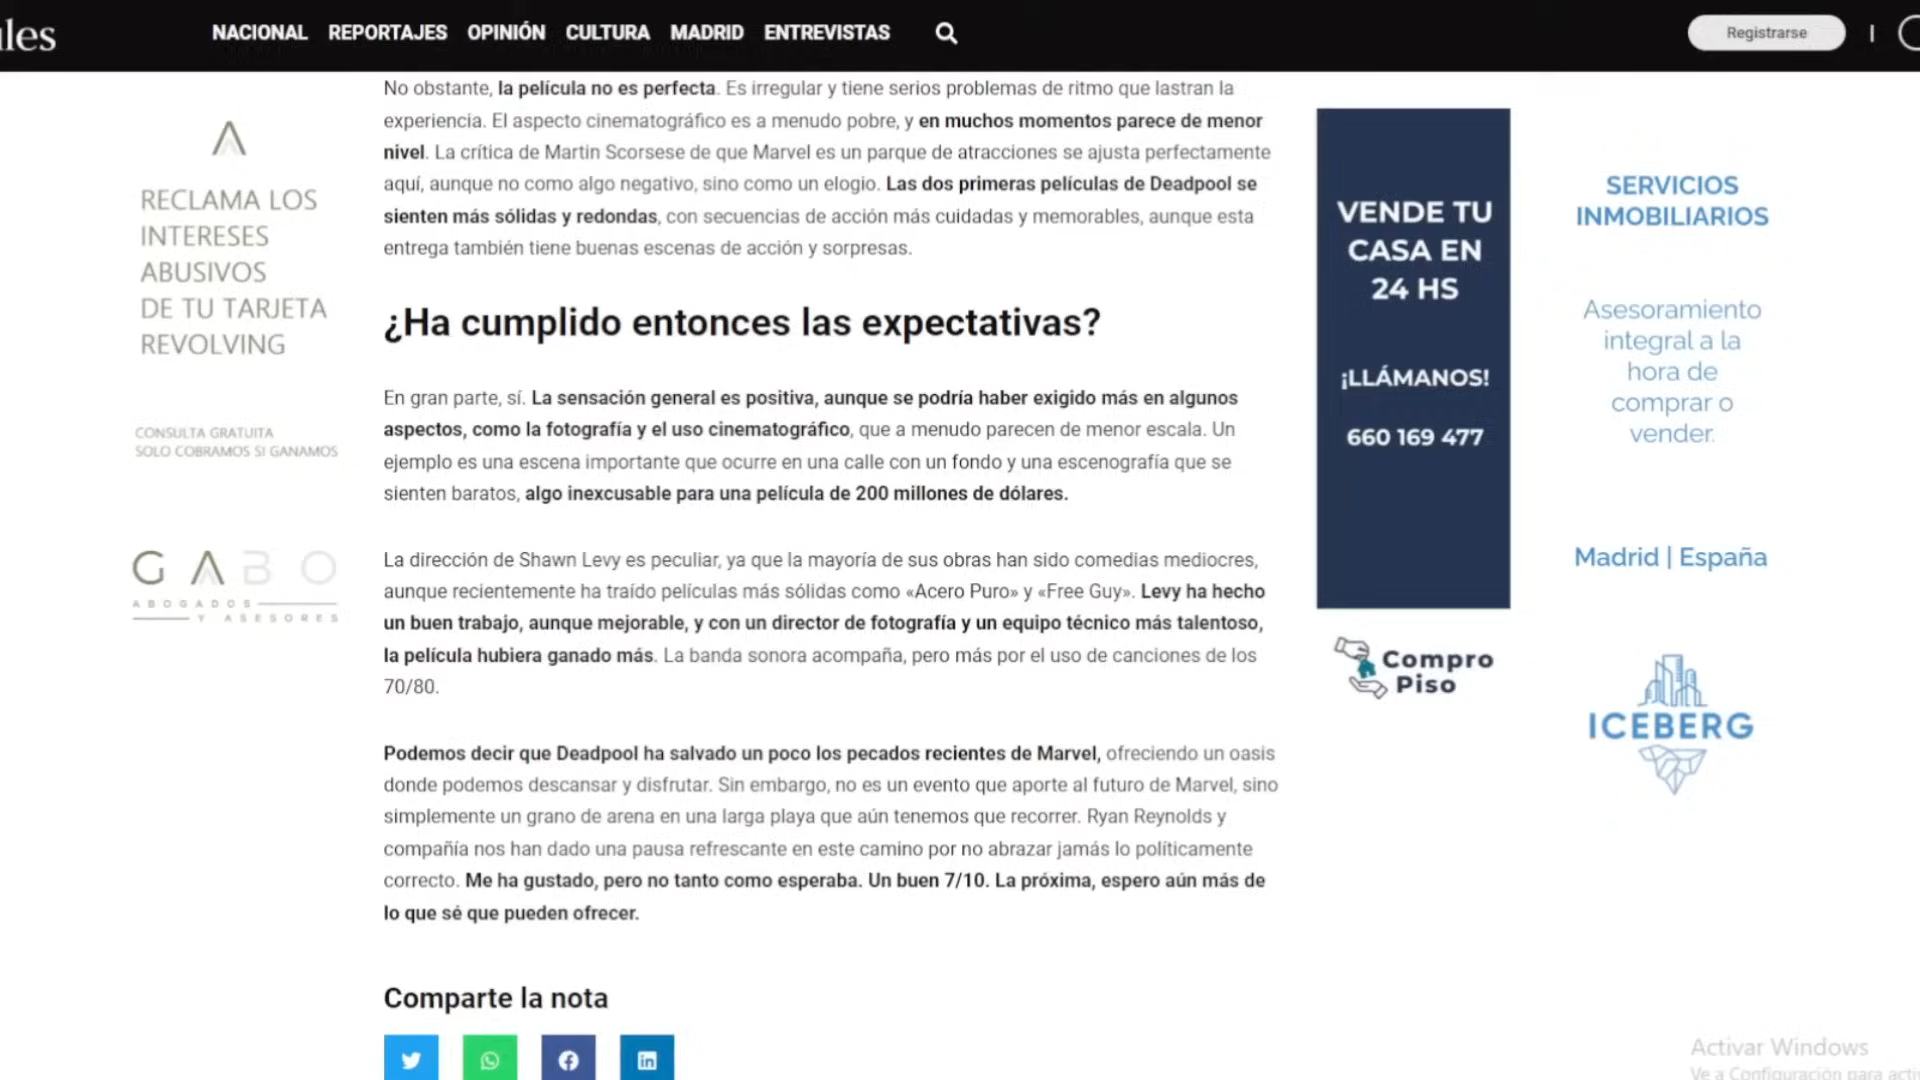 les
NACIONAL REPORTAJES OPINIÓN CULTURA MADRID ENTREVISTAS
Registrarse |
No obstante, la película no es perfecta. Es irregular y tiene serios problemas de ritmo que lastran la
experiencia. El aspecto cinematográfico es a menudo pobre, y en muchos momentos parece de menor
nivel. La crítica de Martin Scorsese de que Marvel es un parque de atracciones se ajusta perfectamente
aquí, aunque no como algo negativo, sino como un elogio. Las dos primeras películas de Deadpool se
sienten más sólidas y redondas, con secuencias de acción más cuidadas y memorables, aunque esta
entrega también tiene buenas escenas de acción y sorpresas.
¿Ha cumplido entonces las expectativas?
En gran parte, sí. La sensación general es positiva, aunque se podría haber exigido más en algunos
aspectos, como la fotografía y el uso cinematográfico, que a menudo parecen de menor escala. Un
ejemplo es una escena importante que ocurre en una calle con un fondo y una escenografía que se
sienten baratos, algo inexcusable para una película de 200 millones de dólares.
La dirección de Shawn Levy es peculiar, ya que la mayoría de sus obras han sido comedias mediocres,
aunque recientemente ha traído películas más sólidas como «Acero Puro» y «Free Guy». Levy ha hecho
un buen trabajo, aunque mejorable, y con un director de fotografía y un equipo técnico más talentoso,
la película hubiera ganado más. La banda sonora acompaña, pero más por el uso de canciones de los
70/80.
Podemos decir que Deadpool ha salvado un poco los pecados recientes de Marvel, ofreciendo un oasis
donde podemos descansar y disfrutar. Sin embargo, no es un evento que aporte al futuro de Marvel, sino
simplemente un grano de arena en una larga playa que aún tenemos que recorrer. Ryan Reynolds y
compañía nos han dado una pausa refrescante en este camino por no abrazar jamás lo políticamente
correcto. Me ha gustado, pero no tanto como esperaba. Un buen 7/10. La próxima, espero aún más de
lo que sé que pueden ofrecer.
Comparte la nota
RECLAMA LOS
INTERESES
ABUSIVOS
DE TU TARJETA
REVOLVING
CONSULTA GRATUITA
SOLO COBRAMOS SI GANAMOS
GABO
ABOGADOS
Y ASESORES
VENDE TU
CASA EN
24 HS
¡LLÁMANOS!
660 169 477
Compro
Piso
SERVICIOS
INMOBILIARIOS
Asesoramiento
integral a la
hora de
comprar o
vender.
Madrid | España
ICEBERG
Activar Windows
Ve a Configuración para